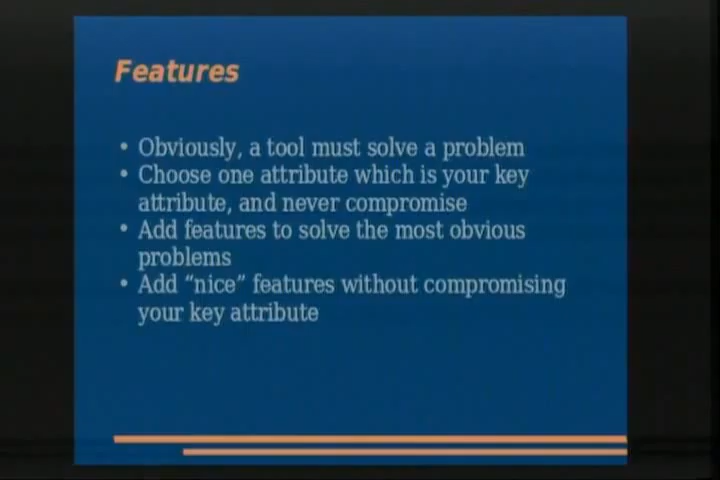 Features
• Obviously, a tool must solve a problem
• Choose one attribute which is your key
attribute, and never compromise
• Add features to solve the most obvious
problems
• Add “nice” features without compromising
your key attribute